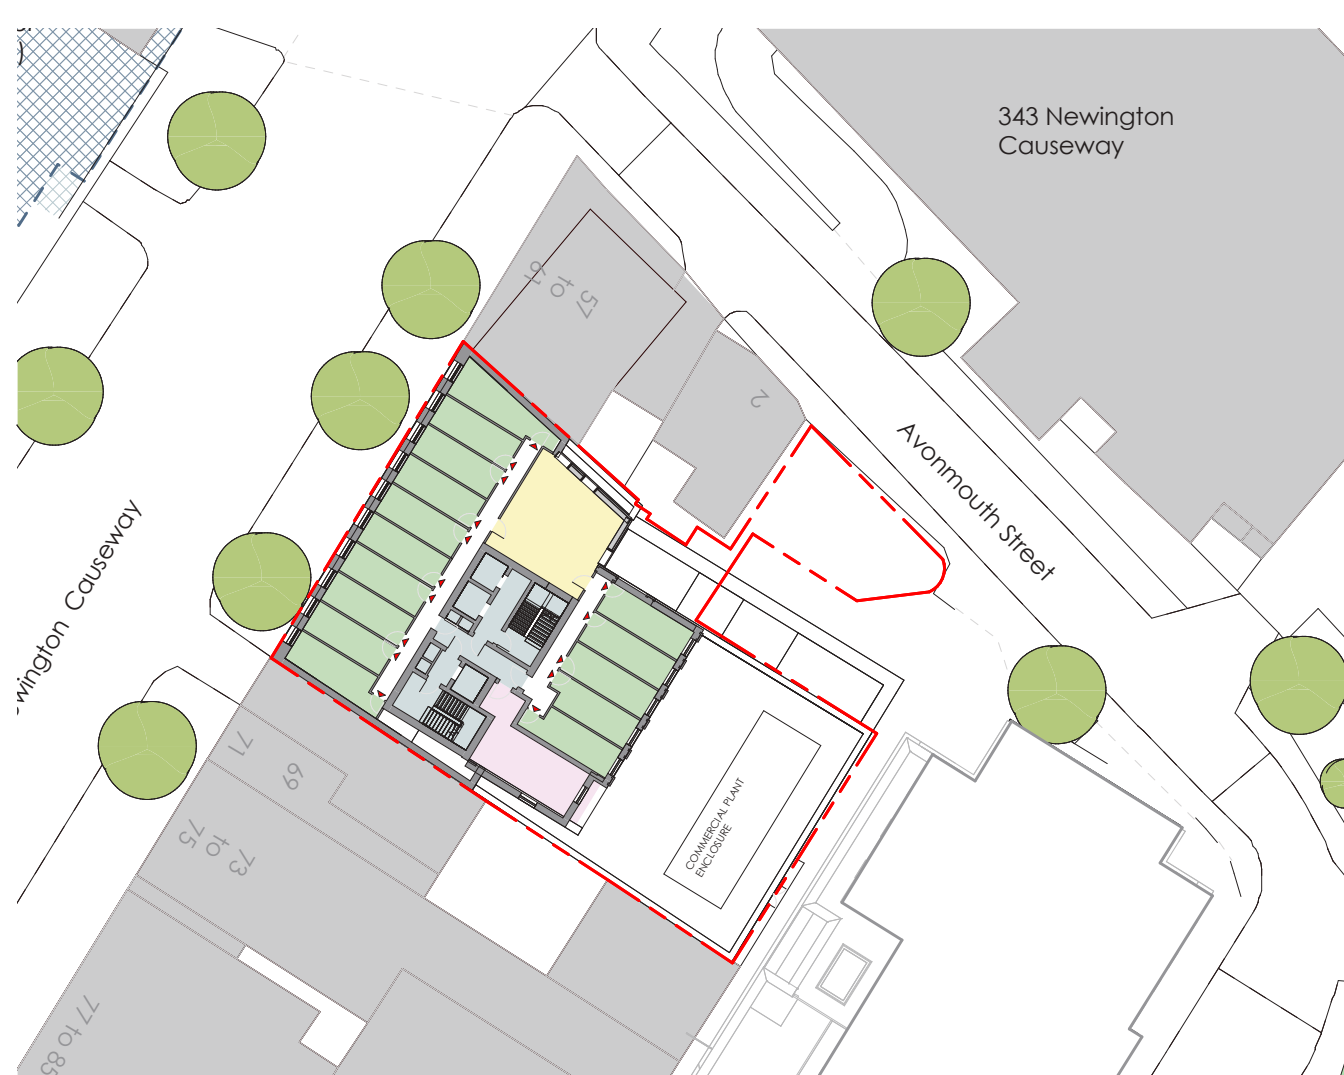 343 Newington
Causeway
57
to
61
2
Avonmouth Street
wington Causeway
71
69
73
to
75
COMMERCIAL PLANT
ENCLOSURE
77 to 85